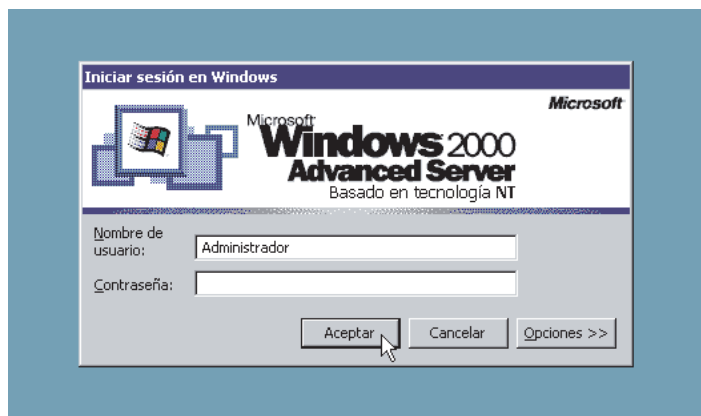 Iniciar sesión en Windows
Microsoft
Microsoft
Windows 2000
Advanced Server
Basado en tecnología NT
Nombre de
usuario:
Administrador
Contraseña:
Aceptar
Cancelar
Opciones >>